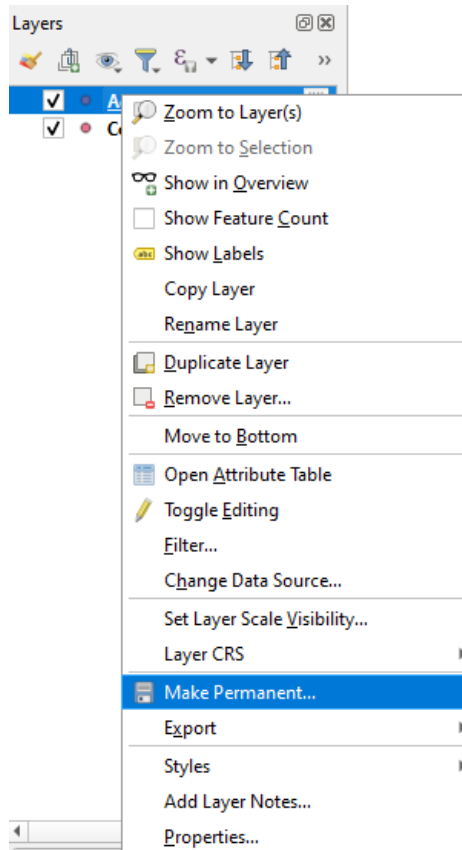 Layers
Zoom to Layer(s)
Zoom to Selection
Show in Overview
Show Feature Count
abc Show Labels
Copy Layer
Rename Layer
Duplicate Layer
Remove Layer...
Move to Bottom
Open Attribute Table
Toggle Editing
Filter...
Change Data Source...
Set Layer Scale Visibility...
Layer CRS
Make Permanent...
Export
Styles
Add Layer Notes...
Properties...